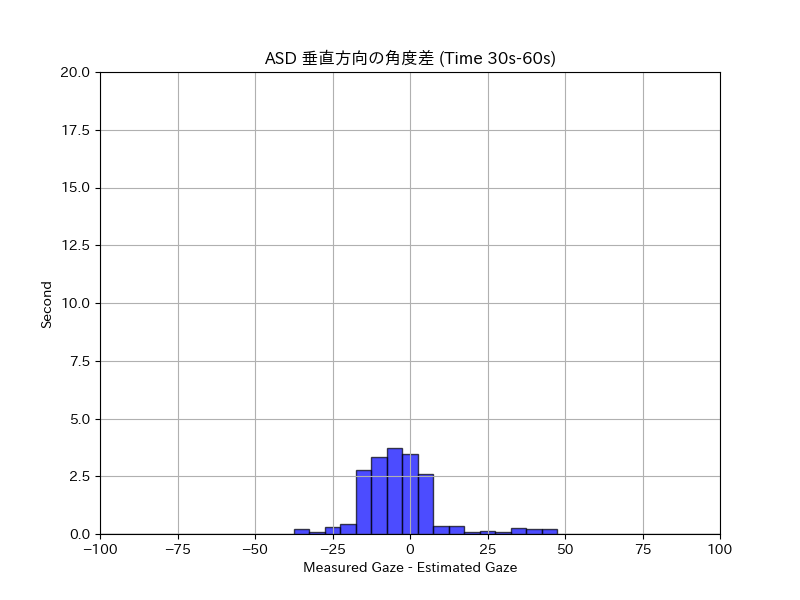 ASD 垂直方向の角度差 (Time 30s-60s)
20.0
17.5
15.0
12.5
10.0
7.5
5.0
2.5
0.0
Second
−100 −75 −50 −25 0 25 50 75 100
Measured Gaze - Estimated Gaze